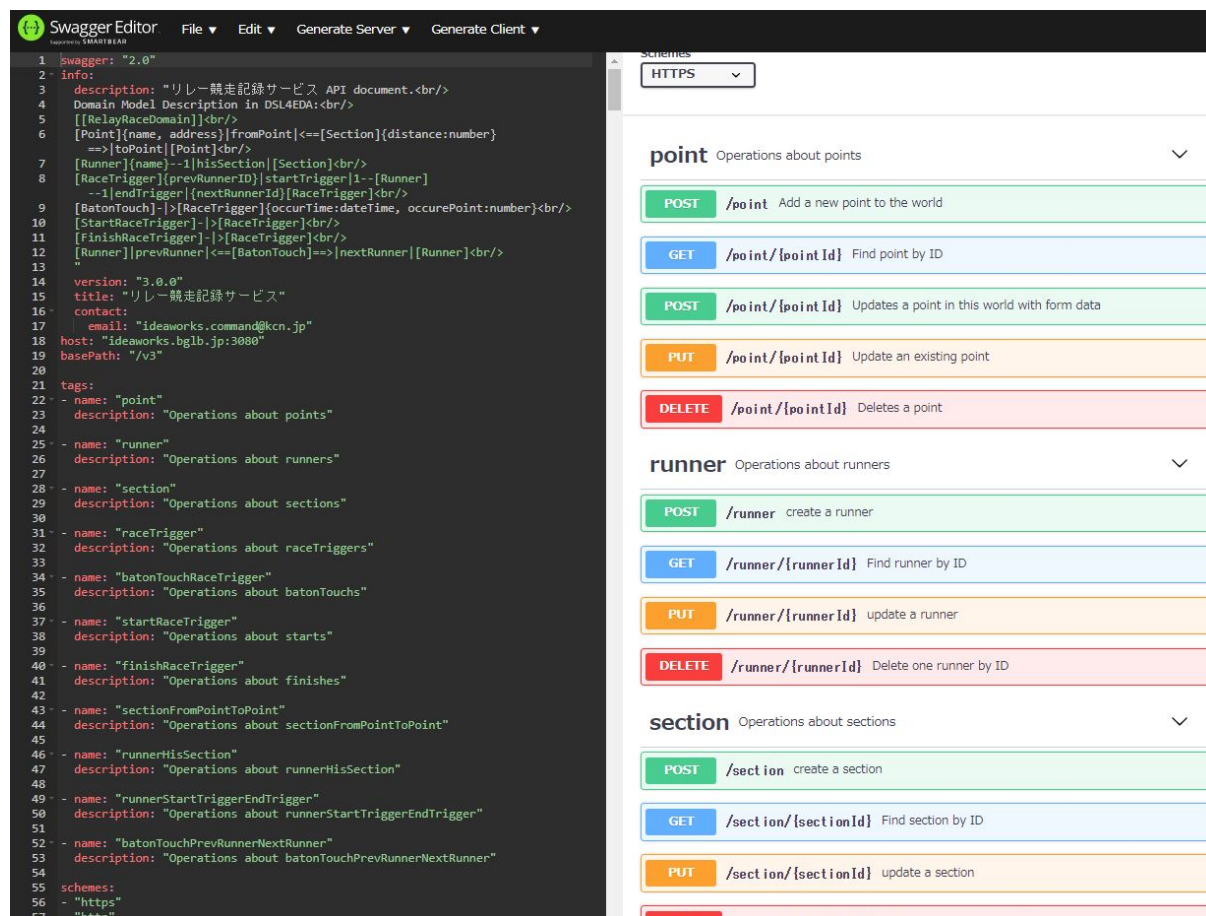 Swagger Editor.
Supported by SMARTBEAR
File ▼ Edit ▼ Generate Server ▼ Generate Client ▼
1 swagger: "2.0"
2 info:
3 description: "リレー競走記録サービス API document.<br/>
4 Domain Model Description in DSL4EDA:<br/>
5 [[RelayRaceDomain]]<br/>
6 [Point]{name, address}|fromPoint|<==[Section]{distance:number}
==>|toPoint|[Point]<br/>
7 [Runner]{name}--1|hisSection|[Section]<br/>
8 [RaceTrigger]{prevRunnerID}|startTrigger|1--[Runner]
--1|endTrigger|{nextRunnerId}[RaceTrigger]<br/>
9 [BatonTouch]-|>[RaceTrigger]{occurTime:dateTime, occurePoint:number}<br/>
10 [StartRaceTrigger]-|>[RaceTrigger]<br/>
11 [FinishRaceTrigger]-|>[RaceTrigger]<br/>
12 [Runner]|prevRunner|<==[BatonTouch]==>|nextRunner|[Runner]<br/>
13 "
14 version: "3.0.0"
15 title: "リレー競走記録サービス"
16 contact:
17 email: "ideaworks.command@kcn.jp"
18 host: "ideaworks.bglb.jp:3080"
19 basePath: "/v3"
20
21 tags:
22 - name: "point"
23 description: "Operations about points"
24
25 - name: "runner"
26 description: "Operations about runners"
27
28 - name: "section"
29 description: "Operations about sections"
30
31 - name: "raceTrigger"
32 description: "Operations about raceTriggers"
33
34 - name: "batonTouchRaceTrigger"
35 description: "Operations about batonTouchs"
36
37 - name: "startRaceTrigger"
38 description: "Operations about starts"
39
40 - name: "finishRaceTrigger"
41 description: "Operations about finishes"
42
43 - name: "sectionFromPointToPoint"
44 description: "Operations about sectionFromPointToPoint"
45
46 - name: "runnerHisSection"
47 description: "Operations about runnerHisSection"
48
49 - name: "runnerStartTriggerEndTrigger"
50 description: "Operations about runnerStartTriggerEndTrigger"
51
52 - name: "batonTouchPrevRunnerNextRunner"
53 description: "Operations about batonTouchPrevRunnerNextRunner"
54
55 schemes:
56 - "https"
57 - "http"
Schemes
HTTPS
point Operations about points
POST /point Add a new point to the world
GET /point/{pointId} Find point by ID
POST /point/{pointId} Updates a point in this world with form data
PUT /point/{pointId} Update an existing point
DELETE /point/{pointId} Deletes a point
runner Operations about runners
POST /runner create a runner
GET /runner/{runnerId} Find runner by ID
PUT /runner/{runnerId} update a runner
DELETE /runner/{runnerId} Delete one runner by ID
section Operations about sections
POST /section create a section
GET /section/{sectionId} Find section by ID
PUT /section/{sectionId} update a section